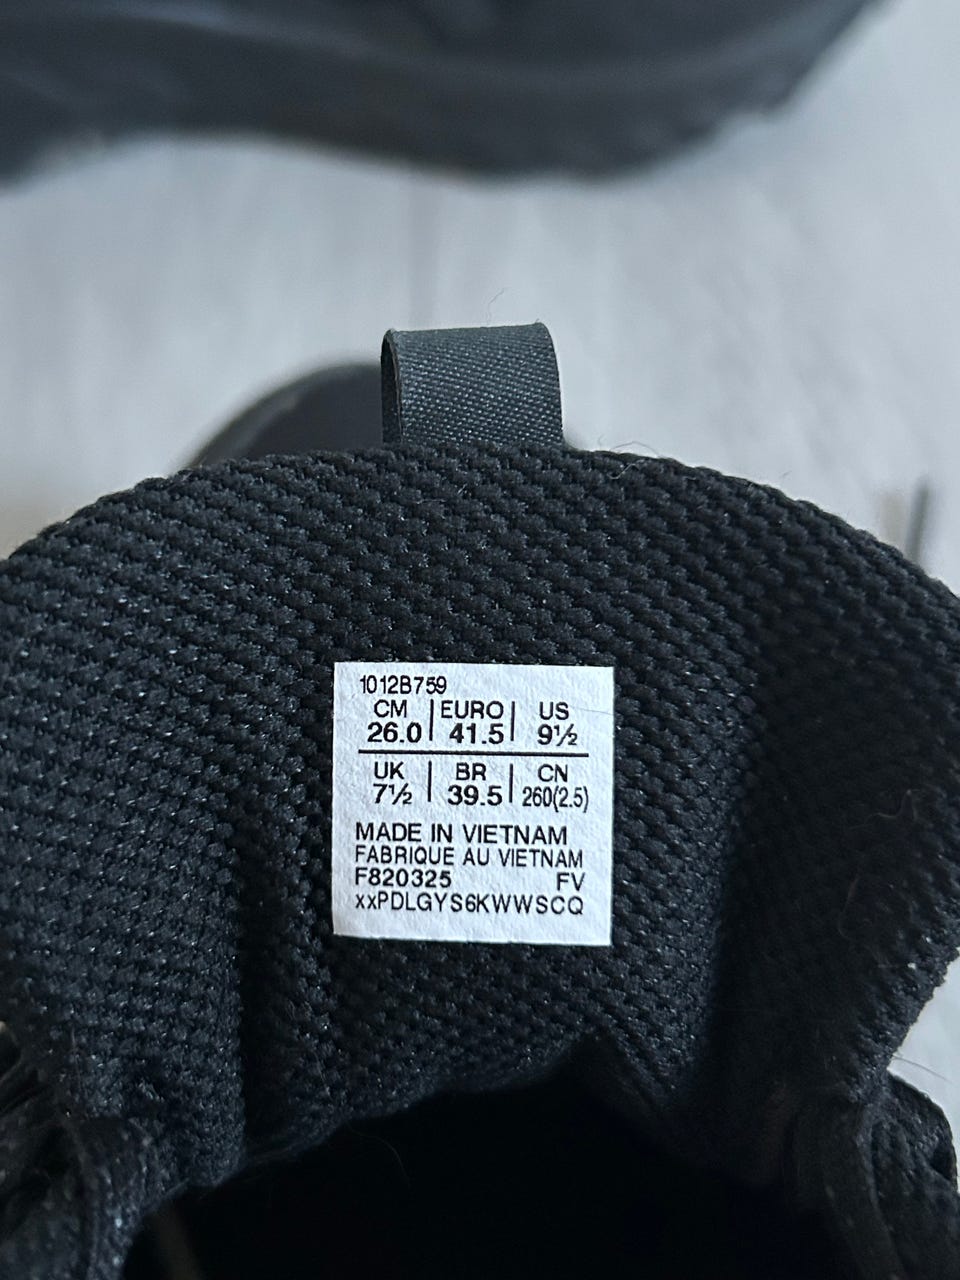 1012B759
CM | EURO | US
26.0 | 41.5 | 9½
UK | BR | CN
7½ | 39.5 | 260(2.5)
MADE IN VIETNAM
FABRIQUE AU VIETNAM
F820325 FV
xxPDLGYS6KWWSCQ